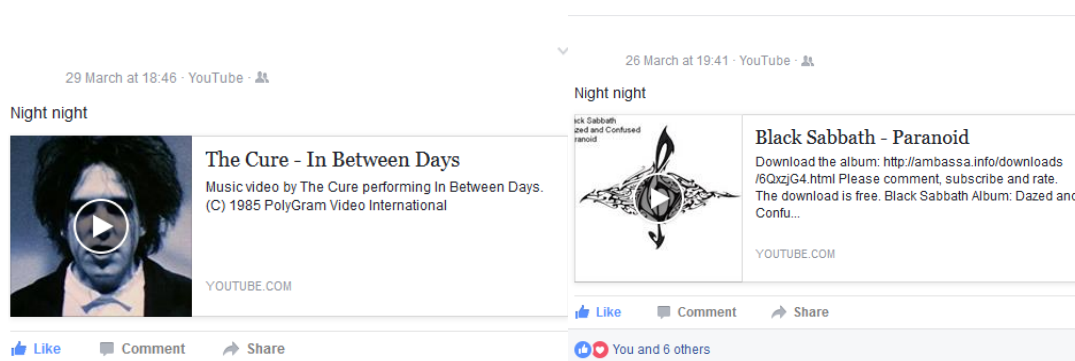 29 March at 18:46 · YouTube ·
Night night
The Cure - In Between Days
Music video by The Cure performing In Between Days.
(C) 1985 PolyGram Video International
YOUTUBE.COM
Like Comment Share
26 March at 19:41 · YouTube ·
Night night
ck Sabbath
zed and Confused
ranoid
Black Sabbath - Paranoid
Download the album: http://ambassa.info/downloads
/6QxzjG4.html Please comment, subscribe and rate.
The download is free. Black Sabbath Album: Dazed and
Confu...
YOUTUBE.COM
Like Comment Share
You and 6 others